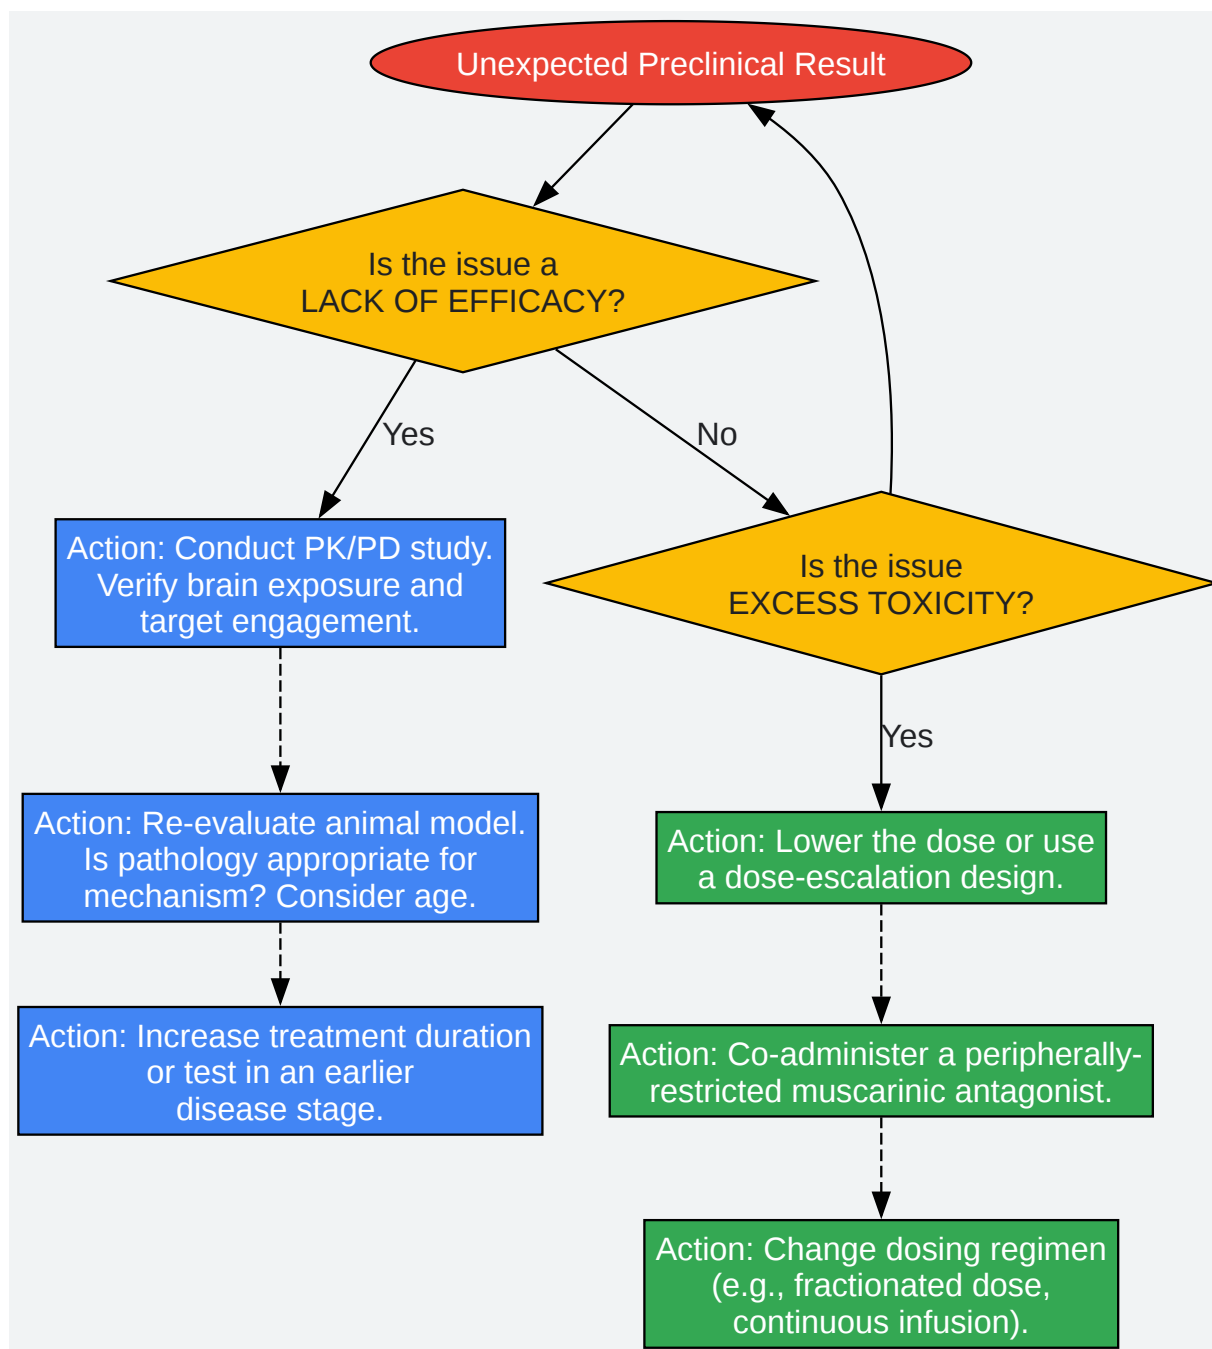 Unexpected Preclinical Result
Is the issue a
LACK OF EFFICACY?
Yes
No
Action: Conduct PK/PD study.
Verify brain exposure and
target engagement.
Is the issue
EXCESS TOXICITY?
Yes
Action: Re-evaluate animal model.
Is pathology appropriate for
mechanism? Consider age.
Action: Lower the dose or use
a dose-escalation design.
Action: Increase treatment duration
or test in an earlier
disease stage.
Action: Co-administer a peripherally-
restricted muscarinic antagonist.
Action: Change dosing regimen
(e.g., fractionated dose,
continuous infusion).